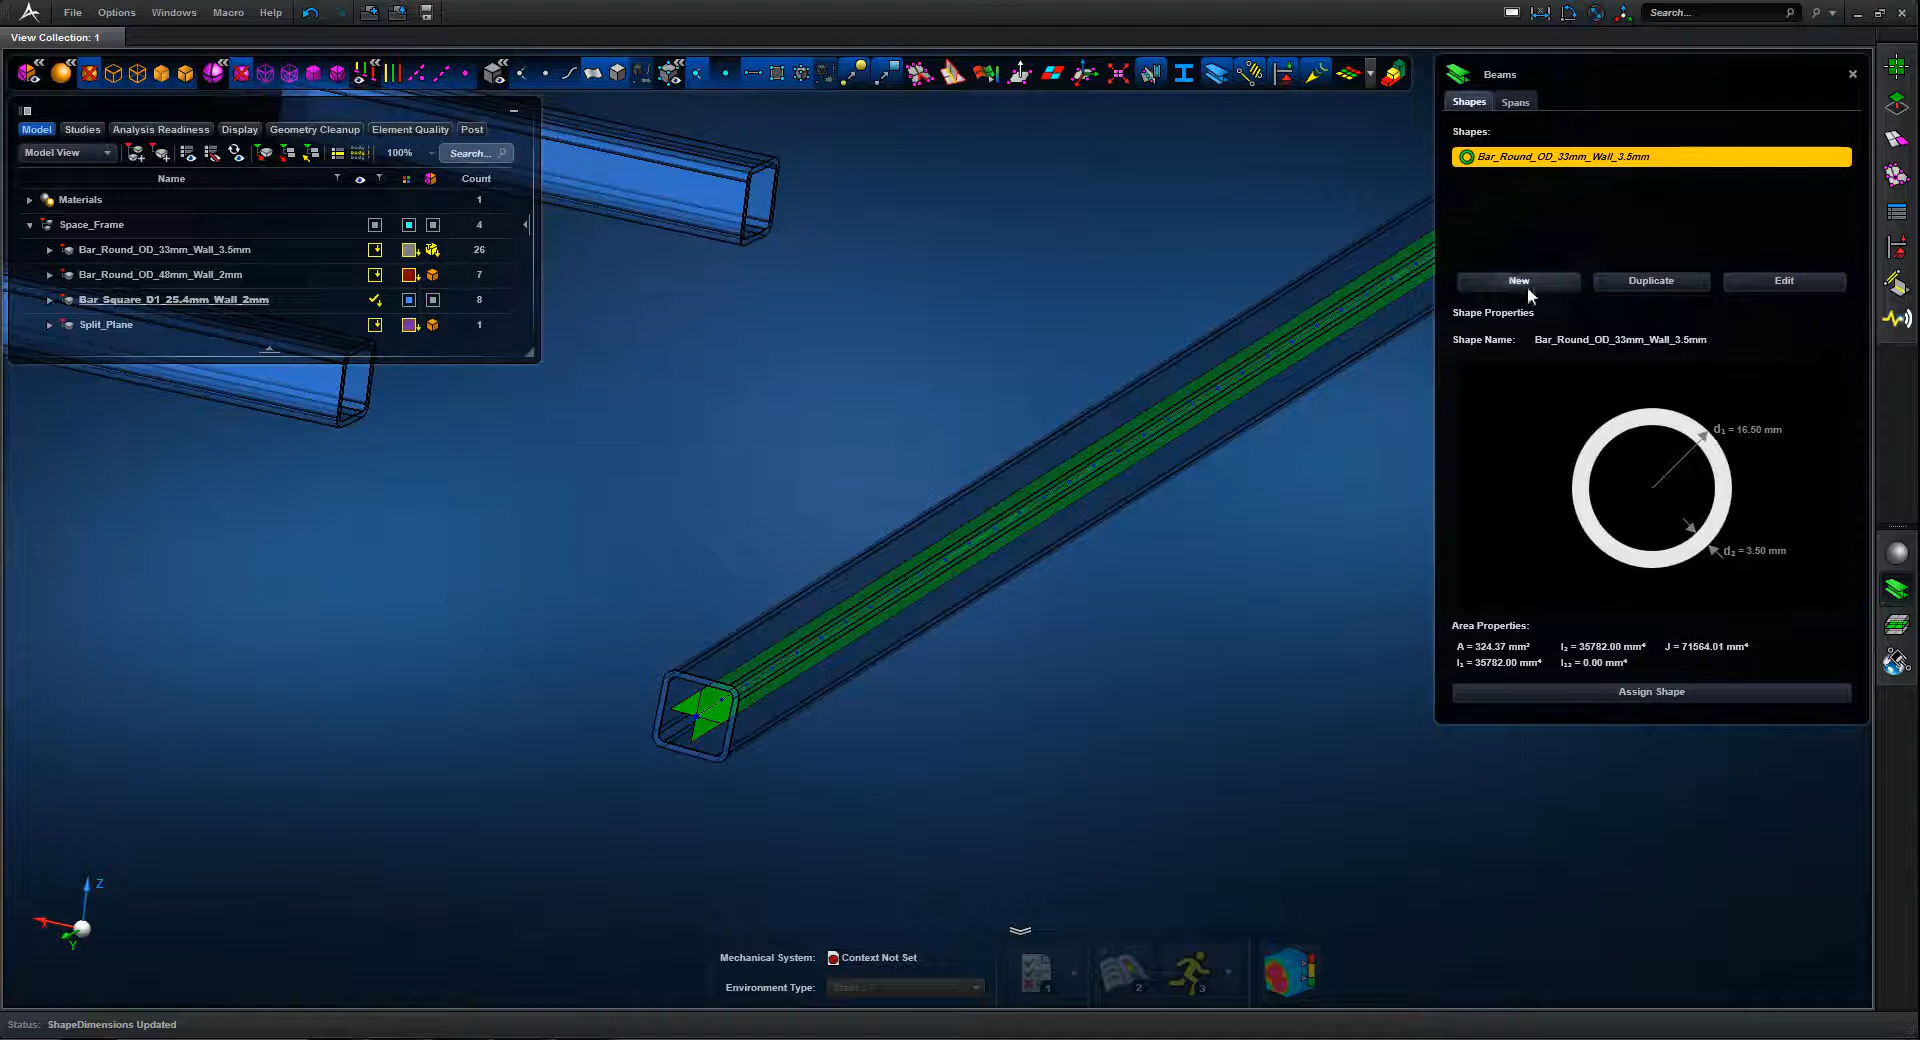 File Options Windows Macro Help Search...
View Collection: 1
Model Studies Analysis Readiness Display Geometry Cleanup Element Quality Post
Model View 100% Search...
Name Count
Materials 1
Space_Frame 4
Bar_Round_OD_33mm_Wall_3.5mm 26
Bar_Round_OD_48mm_Wall_2mm 7
Bar_Square_D1_25.4mm_Wall_2mm 8
Split_Plane 1
Beams
Shapes Spans
Shapes:
Bar_Round_OD_33mm_Wall_3.5mm
New Duplicate Edit
Shape Properties
Shape Name: Bar_Round_OD_33mm_Wall_3.5mm
d₁ = 16.50 mm
d₂ = 3.50 mm
Area Properties:
A = 324.37 mm² I₂ = 35782.00 mm⁴ J = 71564.01 mm⁴
I₁ = 35782.00 mm⁴ I₁₂ = 0.00 mm⁴
Assign Shape
Z
X
Y
Mechanical System: Context Not Set
Environment Type:
1 2 3
Status: ShapeDimensions Updated